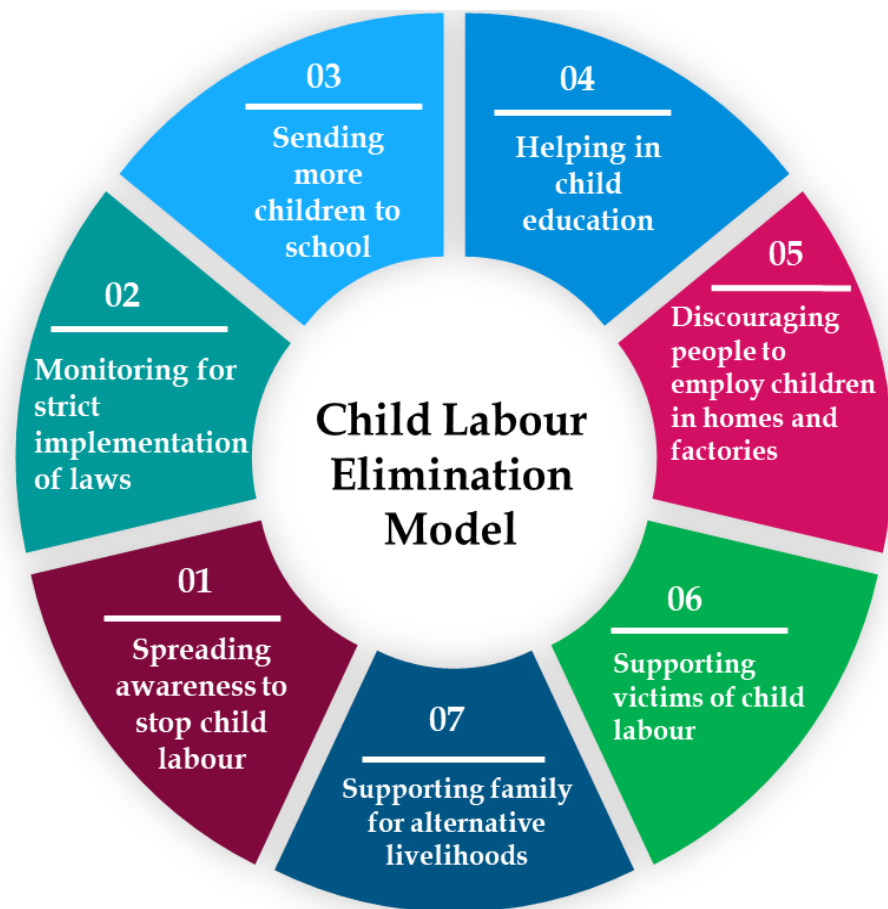 Child Labour
Elimination
Model
01
Spreading
awareness to
stop child
labour
02
Monitoring for
strict
implementation
of laws
03
Sending
more
children to
school
04
Helping in
child
education
05
Discouraging
people to
employ children
in homes and
factories
06
Supporting
victims of child
labour
07
Supporting family
for alternative
livelihoods